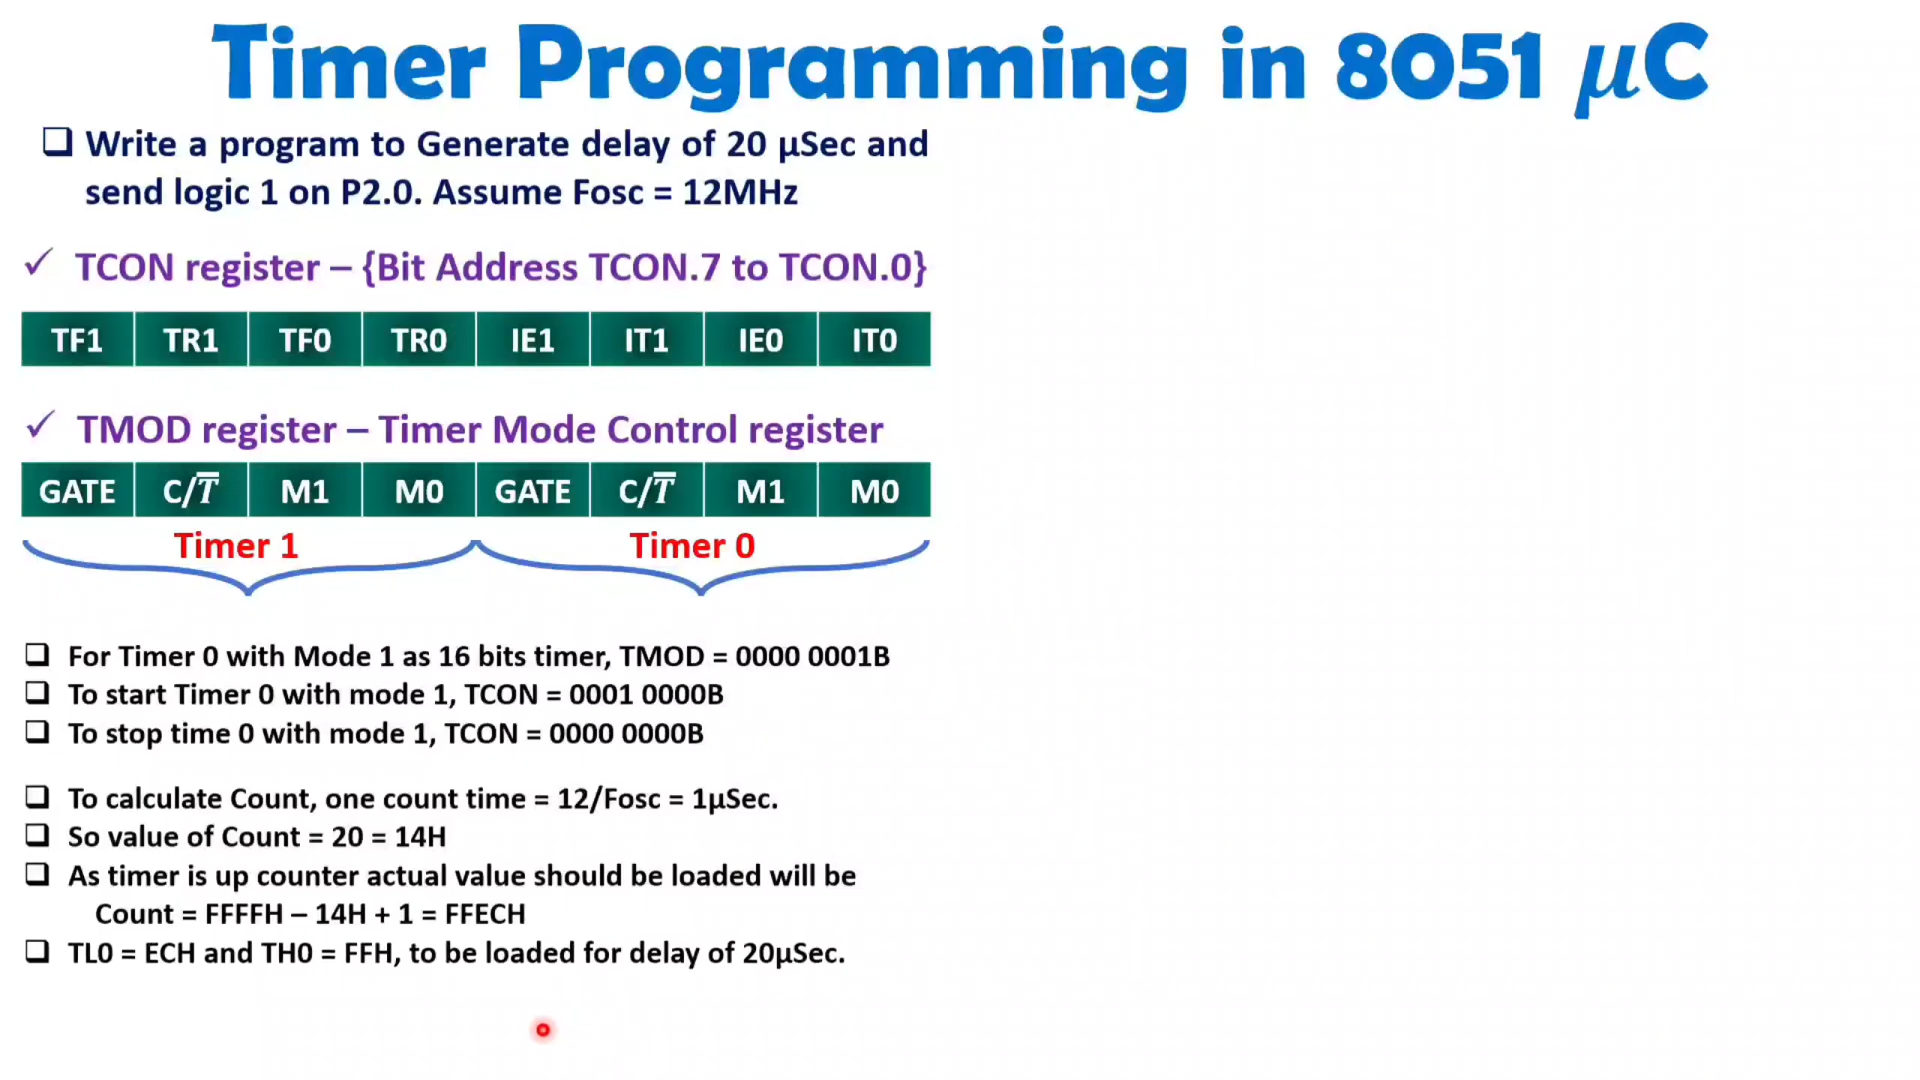 Timer Programming in 8051 μC
❑ Write a program to Generate delay of 20 μSec and
send logic 1 on P2.0. Assume Fosc = 12MHz
✓ TCON register – {Bit Address TCON.7 to TCON.0}
TF1 TR1 TF0 TR0 IE1 IT1 IE0 IT0
✓ TMOD register – Timer Mode Control register
GATE C/T̅ M1 M0 GATE C/T̅ M1 M0
Timer 1 Timer 0
❑ For Timer 0 with Mode 1 as 16 bits timer, TMOD = 0000 0001B
❑ To start Timer 0 with mode 1, TCON = 0001 0000B
❑ To stop time 0 with mode 1, TCON = 0000 0000B
❑ To calculate Count, one count time = 12/Fosc = 1μSec.
❑ So value of Count = 20 = 14H
❑ As timer is up counter actual value should be loaded will be
Count = FFFFH – 14H + 1 = FFECH
❑ TL0 = ECH and TH0 = FFH, to be loaded for delay of 20μSec.